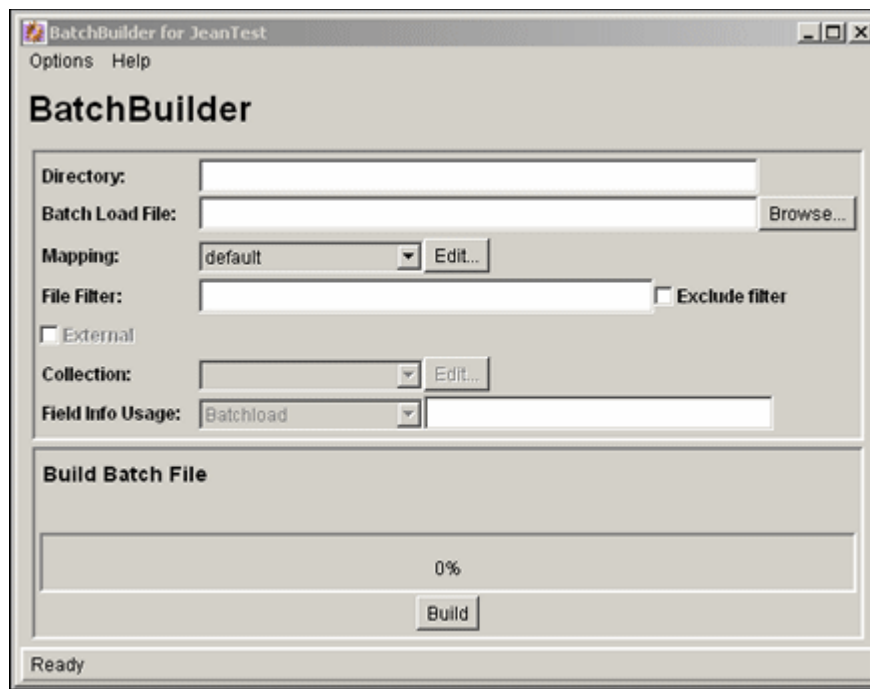 BatchBuilder for JeanTest
Options Help
BatchBuilder
Directory:
Batch Load File: Browse...
Mapping: default Edit...
File Filter: Exclude filter
External
Collection: Edit...
Field Info Usage: Batchload
Build Batch File
0%
Build
Ready